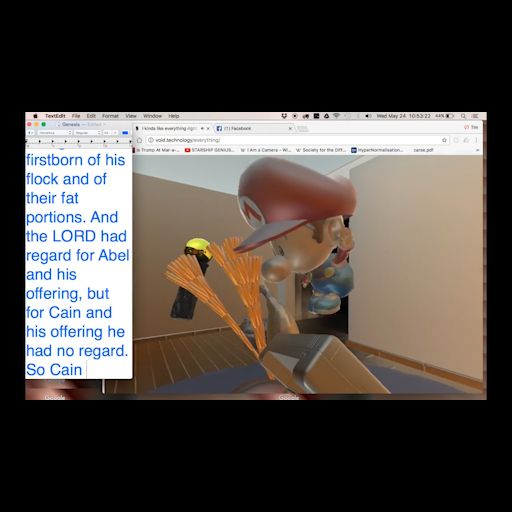 TextEdit File Edit Format View Window Help
Wed May 24 10:53:22
Genesis — Edited
I kinda like everything righ
(1) Facebook
Tim
void.technology/everything/
Is Trump At Mar-a-...
STARSHIP GENIUS...
I Am a Camera - Wi...
Society for the Diff...
HyperNormalisation...
carse.pdf
firstborn of his
flock and of
their fat
portions. And
the LORD had
regard for Abel
and his
offering, but
for Cain and
his offering he
had no regard.
So Cain
Google
Google